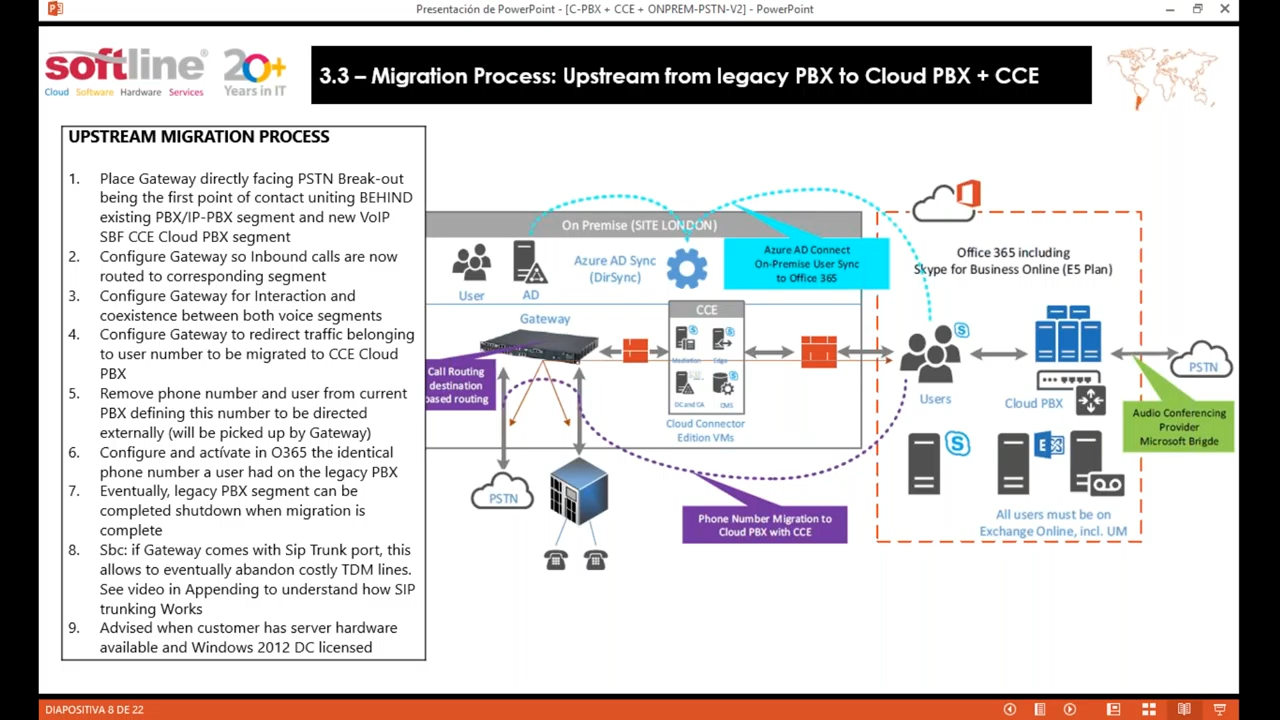 Presentación de PowerPoint - [C-PBX + CCE + ONPREM-PSTN-V2] - PowerPoint
softline®
Cloud Software Hardware Services
20+
Years in IT
3.3 – Migration Process: Upstream from legacy PBX to Cloud PBX + CCE
UPSTREAM MIGRATION PROCESS
1. Place Gateway directly facing PSTN Break-out
being the first point of contact uniting BEHIND
existing PBX/IP-PBX segment and new VoIP
SBF CCE Cloud PBX segment
2. Configure Gateway so Inbound calls are now
routed to corresponding segment
3. Configure Gateway for Interaction and
coexistence between both voice segments
4. Configure Gateway to redirect traffic belonging
to user number to be migrated to CCE Cloud
PBX
5. Remove phone number and user from current
PBX defining this number to be directed
externally (will be picked up by Gateway)
6. Configure and actívate in O365 the identical
phone number a user had on the legacy PBX
7. Eventually, legacy PBX segment can be
completed shutdown when migration is
complete
8. Sbc: if Gateway comes with Sip Trunk port, this
allows to eventually abandon costly TDM lines.
See video in Appending to understand how SIP
trunking Works
9. Advised when customer has server hardware
available and Windows 2012 DC licensed
On Premise (SITE LONDON)
User
AD
Azure AD Sync
(DirSync)
Azure AD Connect
On-Premise User Sync
to Office 365
Gateway
CCE
Mediation
Edge
DC and CA
CMS
Cloud Connector
Edition VMs
Call Routing
destination
based routing
PSTN
Phone Number Migration to
Cloud PBX with CCE
Office 365 including
Skype for Business Online (E5 Plan)
Users
Cloud PBX
PSTN
Audio Conferencing
Provider
Microsoft Brigde
All users must be on
Exchange Online, incl. UM
DIAPOSITIVA 8 DE 22